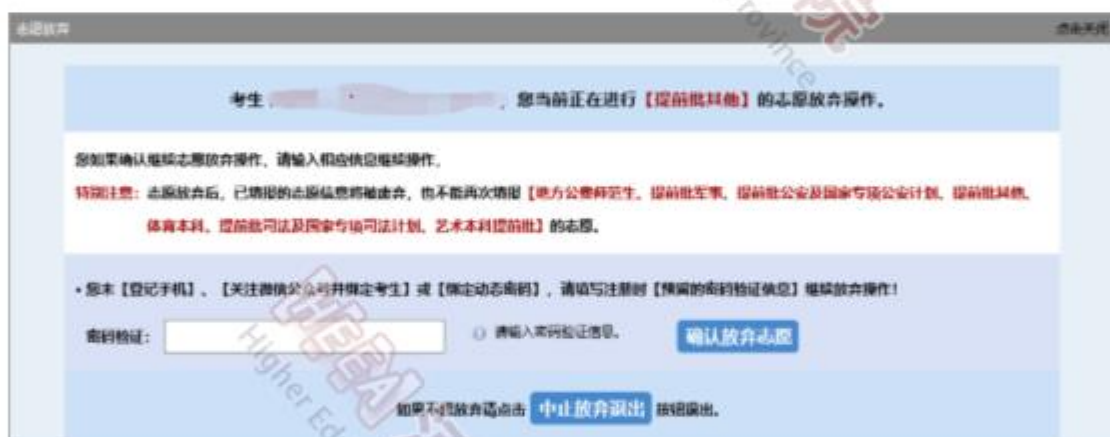 志愿放弃 点击关闭
考生 ，您当前正在进行【提前批其他】的志愿放弃操作。
您如果确认继续志愿放弃操作，请输入相应信息继续操作，
特别注意：志愿放弃后，已填报的志愿信息将被废弃，也不能再次填报【地方公费师范生、提前批军事、提前批公安及国家专项公安计划、提前批其他、
体育本科、提前批司法及国家专项司法计划、艺术本科提前批】的志愿。
• 您未【登记手机】、【关注微信公众号并绑定考生】或【绑定动态密码】，请填写注册时【预留的密码验证信息】继续放弃操作！
密码验证： 请输入密码验证信息。 确认放弃志愿
如果不想放弃请点击 中止放弃退出 按钮退出。
院
Province
HEEA
Higher